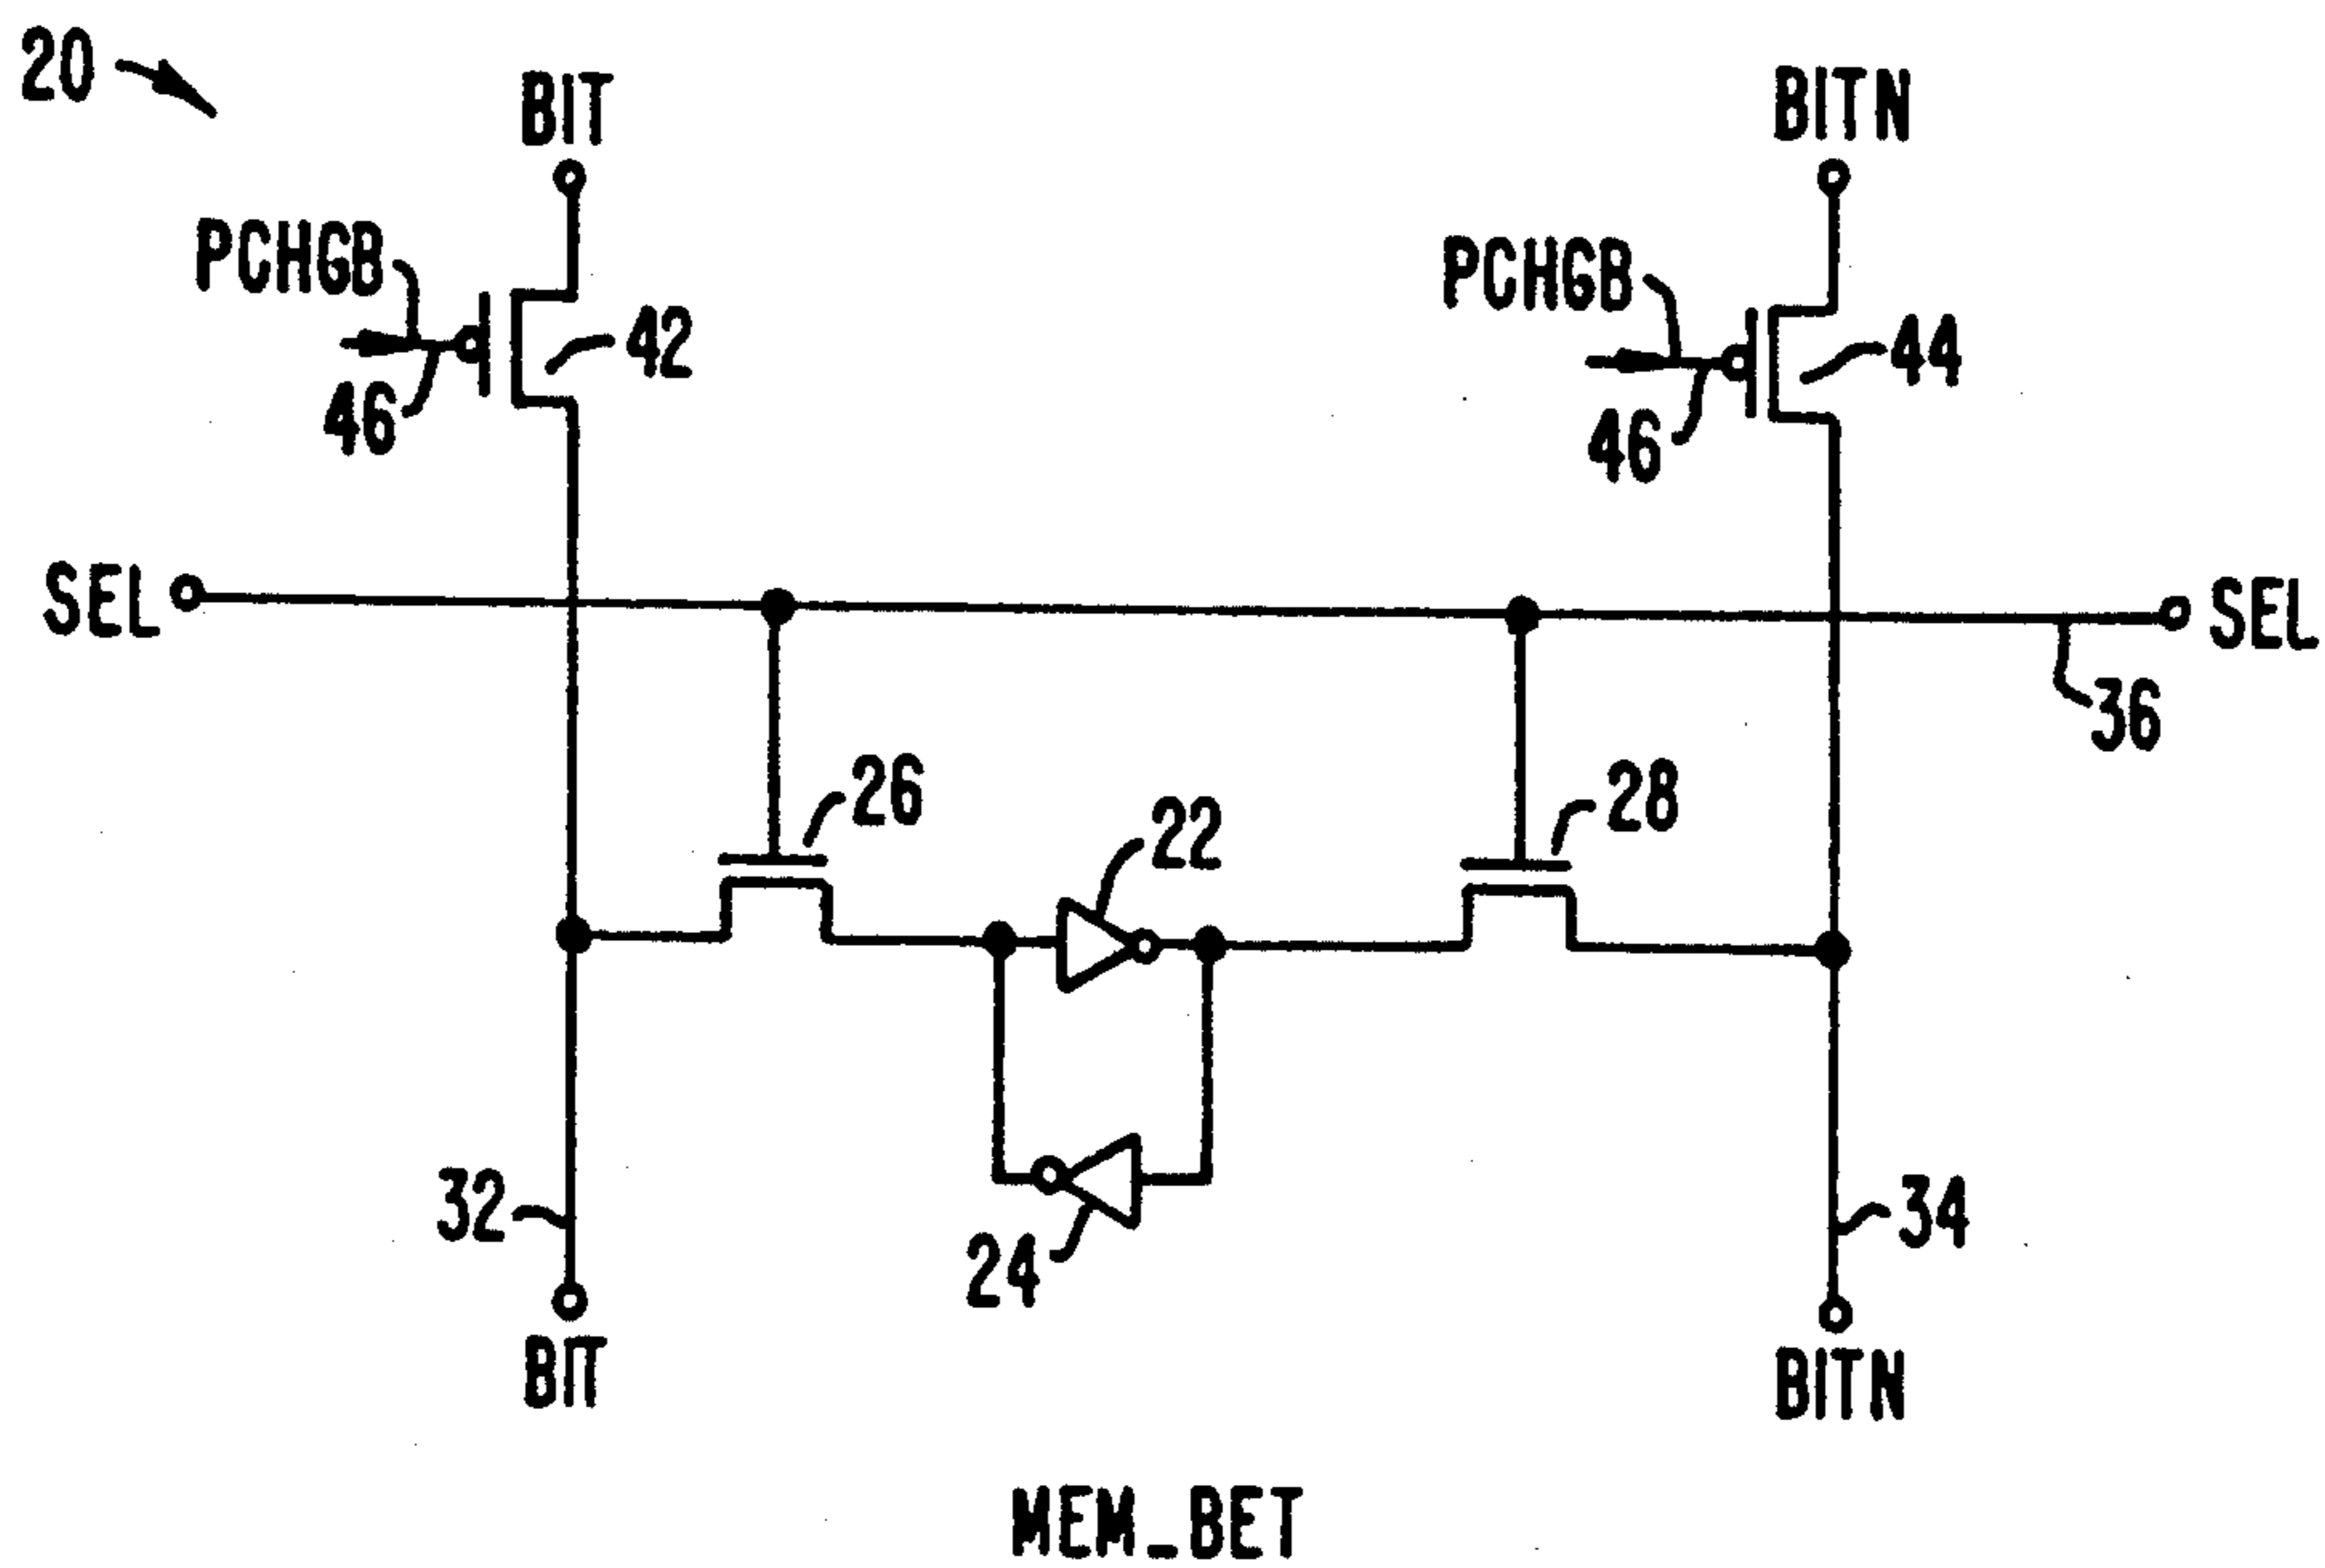 20
BIT
BITN
PCHGB
PCHGB
42
44
46
46
SEL
SEL
36
26
22
28
32
34
24
BIT
BITN
MEM_BET